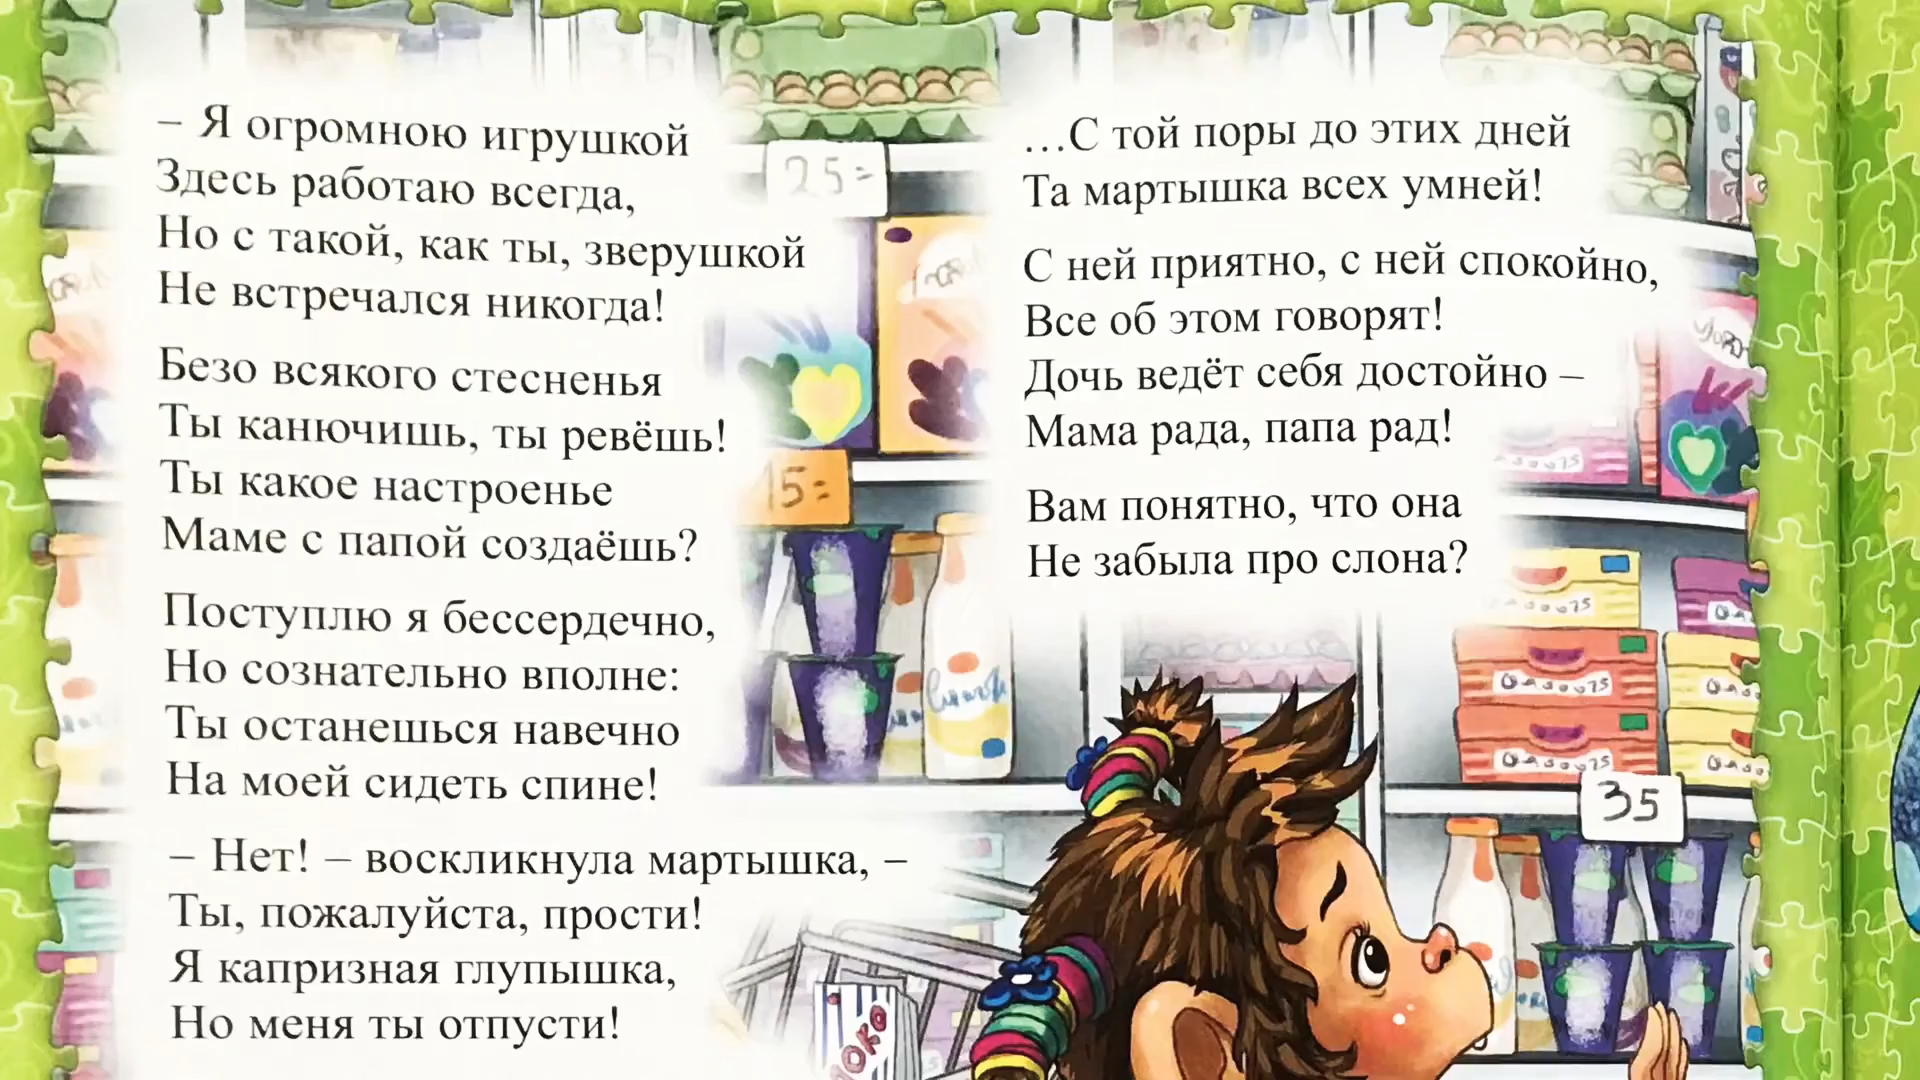 – Я огромною игрушкой
Здесь работаю всегда,
Но с такой, как ты, зверушкой
Не встречался никогда!
Безо всякого стесненья
Ты канючишь, ты ревёшь!
Ты какое настроенье
Маме с папой создаёшь?
Поступлю я бессердечно,
Но сознательно вполне:
Ты останешься навечно
На моей сидеть спине!
– Нет! – воскликнула мартышка, –
Ты, пожалуйста, прости!
Я капризная глупышка,
Но меня ты отпусти!
…С той поры до этих дней
Та мартышка всех умней!
С ней приятно, с ней спокойно,
Все об этом говорят!
Дочь ведёт себя достойно –
Мама рада, папа рад!
Вам понятно, что она
Не забыла про слона?
25=
15=
35